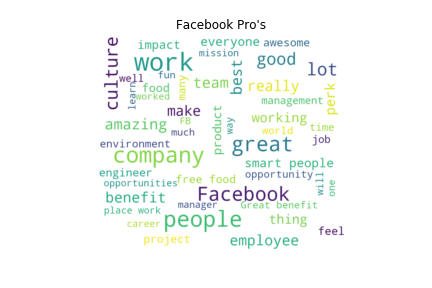 Facebook Pro's
impact everyone awesome
culture work mission good
well fun best lot
learn food many team really perk
worked management
make product working
amazing FB way world time
environment much great job
company smart people
engineer opportunity
opportunities free food will one
benefit Facebook
place work manager Great benefit
people thing
career feel
project employee